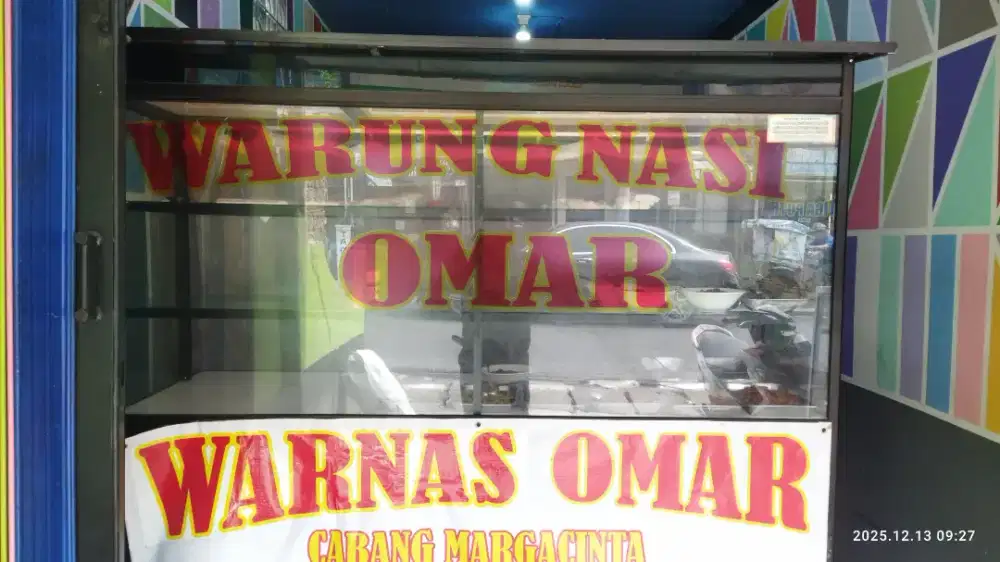 WARUNG NASI
OMAR
WARNAS OMAR
CABANG MARGACINTA
2025.12.13 09:27